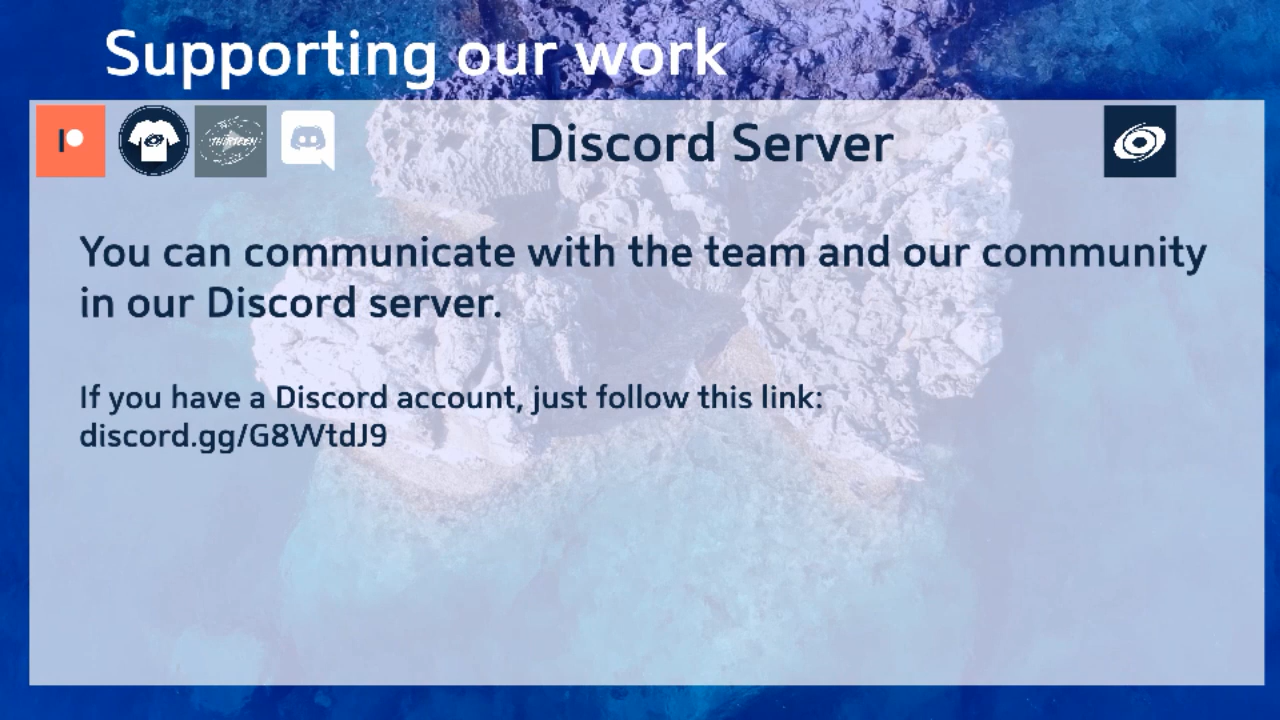 Supporting our work
THIRTEEN
Discord Server
You can communicate with the team and our community
in our Discord server.
If you have a Discord account, just follow this link:
discord.gg/G8WtdJ9